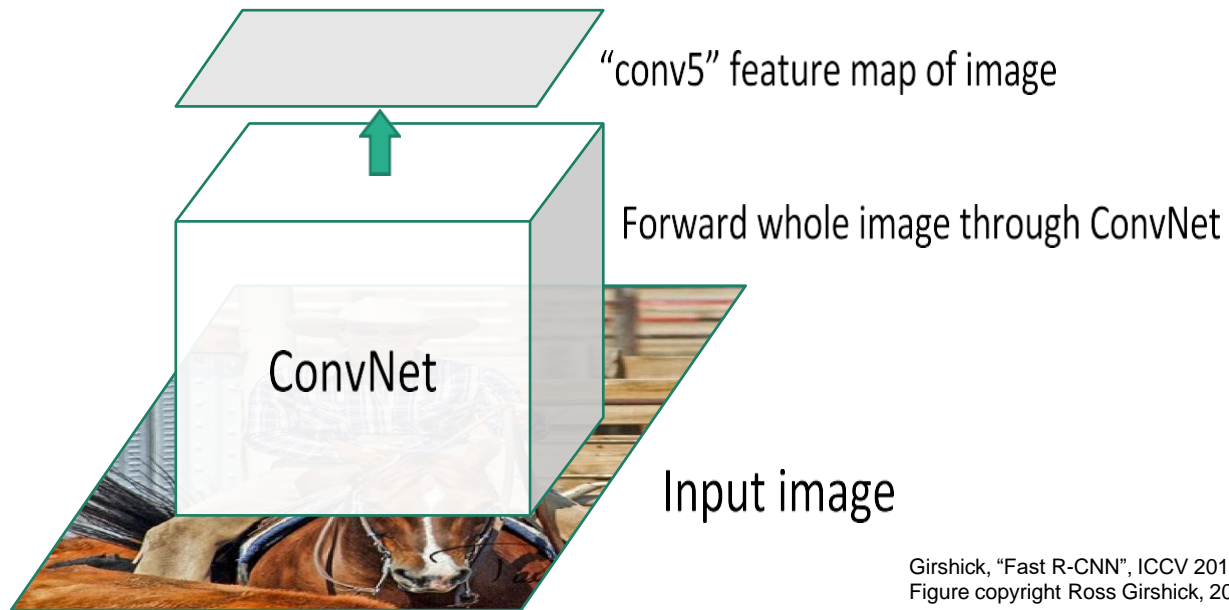 “conv5” feature map of image
Forward whole image through ConvNet
ConvNet
Input image
Girshick, “Fast R-CNN”, ICCV 201
Figure copyright Ross Girshick, 20